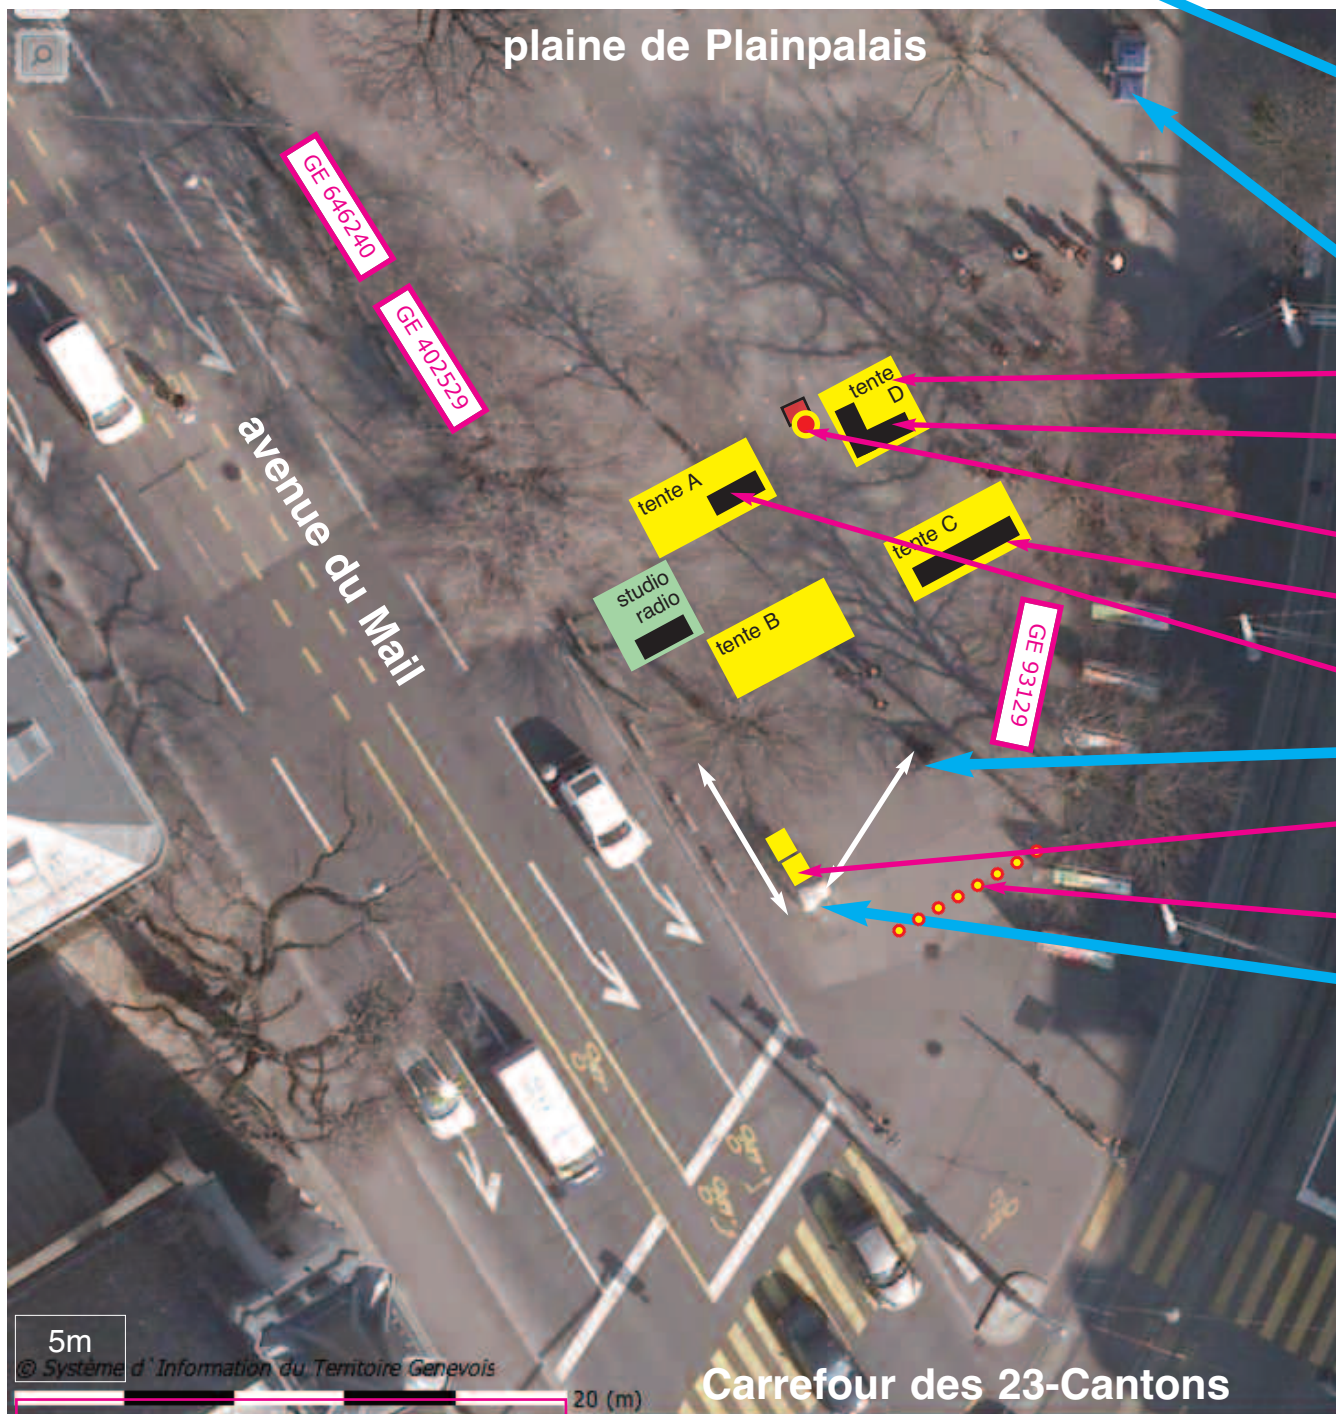 plaine de Plainpalais
GE 646240
GE 402529
avenue du Mail
tente
D
tente A
tente C
studio
radio
tente B
GE 93129
5m
© Système d'Information du Territoire Genevois
20 (m)
Carrefour des 23-Cantons